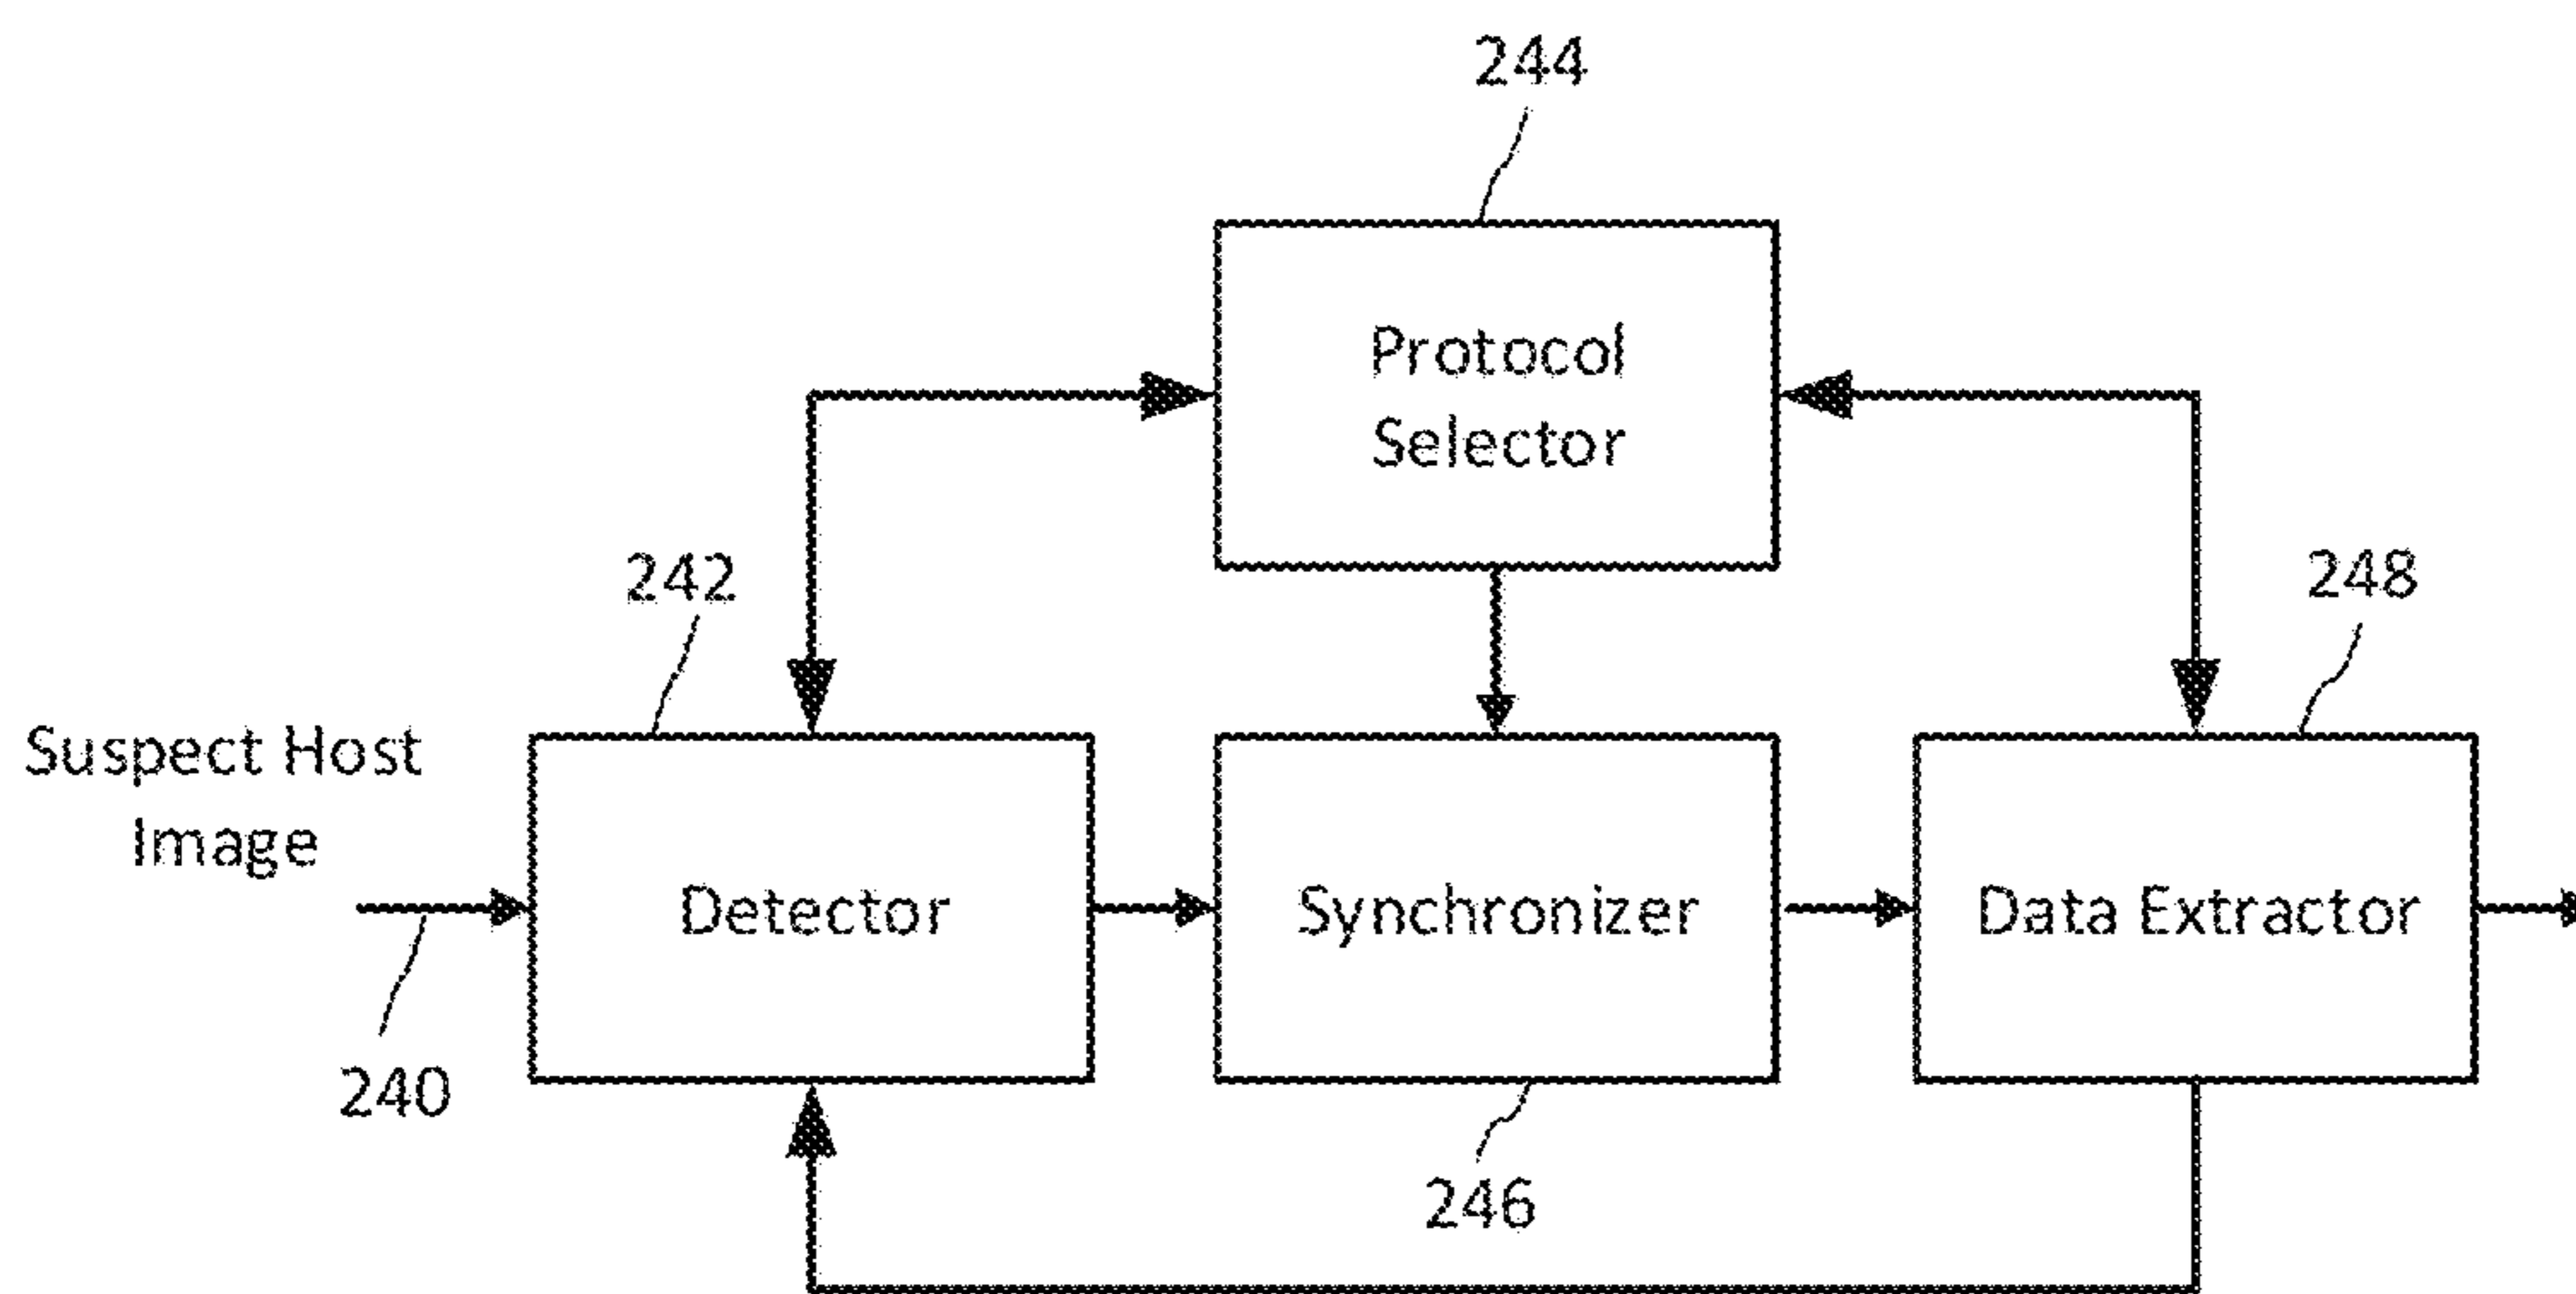 244
Protocol
Selector
242
248
Suspect Host
Image
Detector
Synchronizer
Data Extractor
240
246